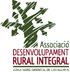 Associació
DESENVOLUPAMENT
RURAL INTEGRAL